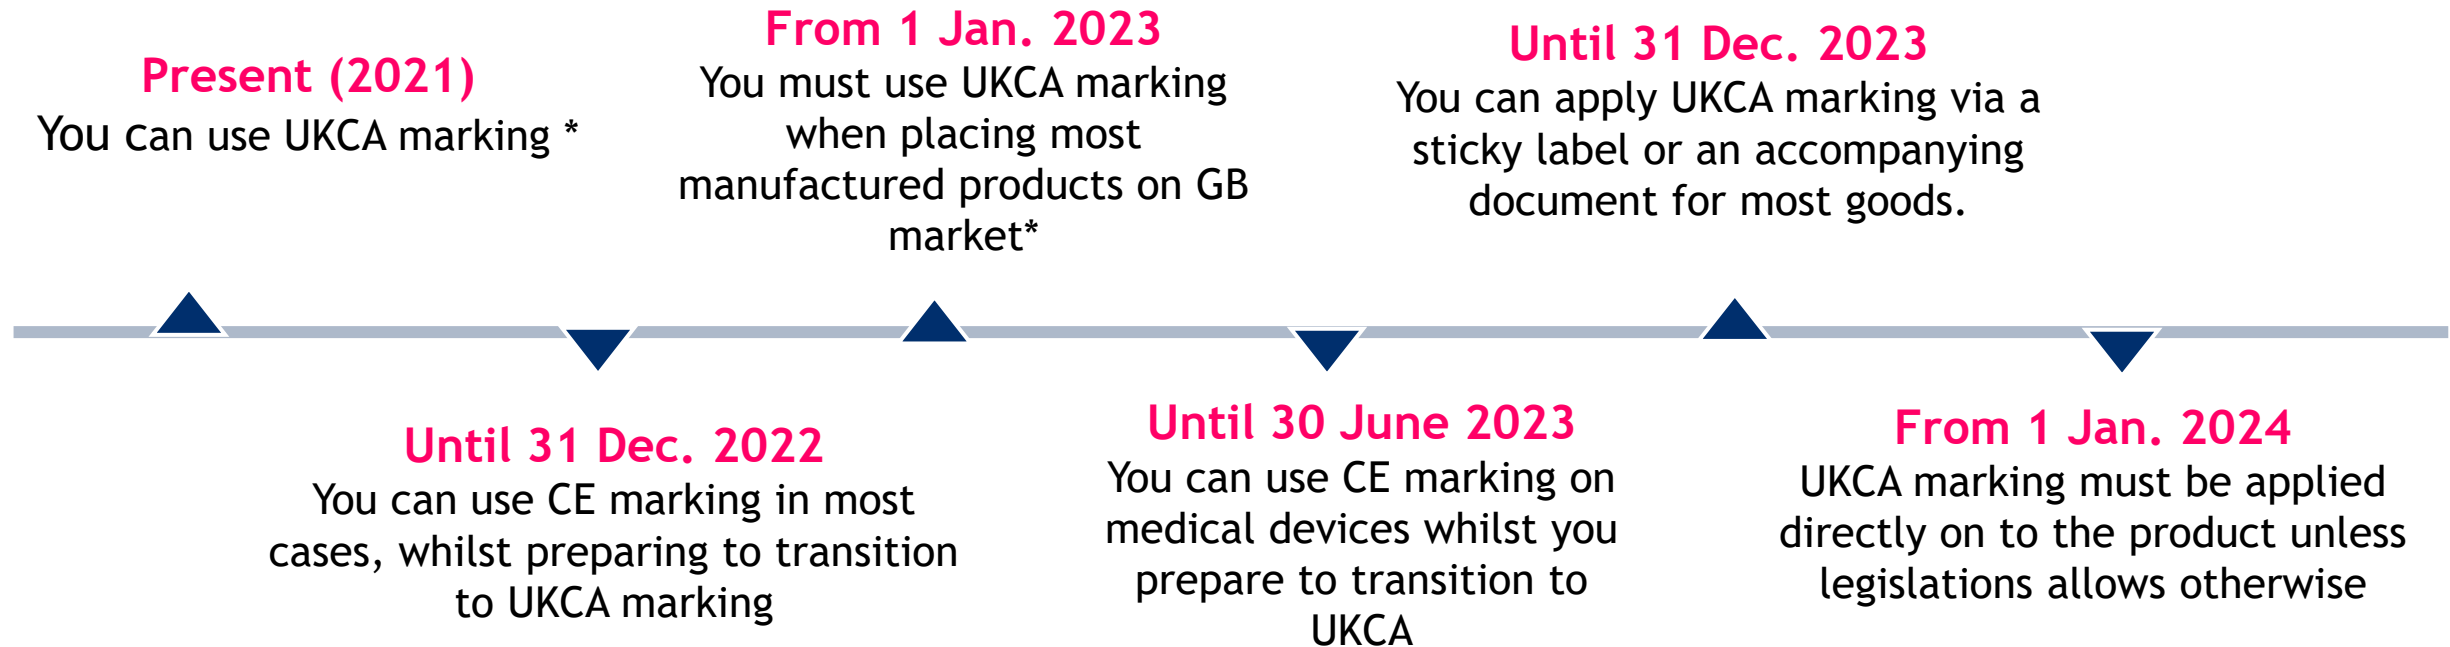 Present (2021)
You can use UKCA marking *
From 1 Jan. 2023
You must use UKCA marking
when placing most
manufactured products on GB
market*
Until 31 Dec. 2023
You can apply UKCA marking via a
sticky label or an accompanying
document for most goods.
Until 31 Dec. 2022
You can use CE marking in most
cases, whilst preparing to transition
to UKCA marking
Until 30 June 2023
You can use CE marking on
medical devices whilst you
prepare to transition to
UKCA
From 1 Jan. 2024
UKCA marking must be applied
directly on to the product unless
legislations allows otherwise